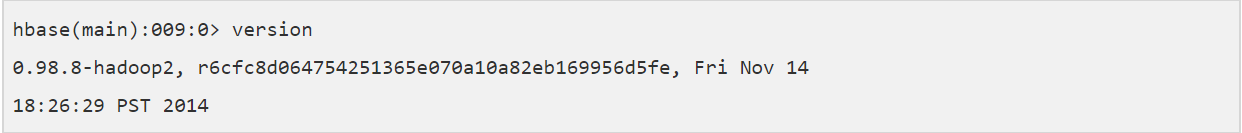 hbase(main):009:0> version
0.98.8-hadoop2, r6cfc8d064754251365e070a10a82eb169956d5fe, Fri Nov 14
18:26:29 PST 2014